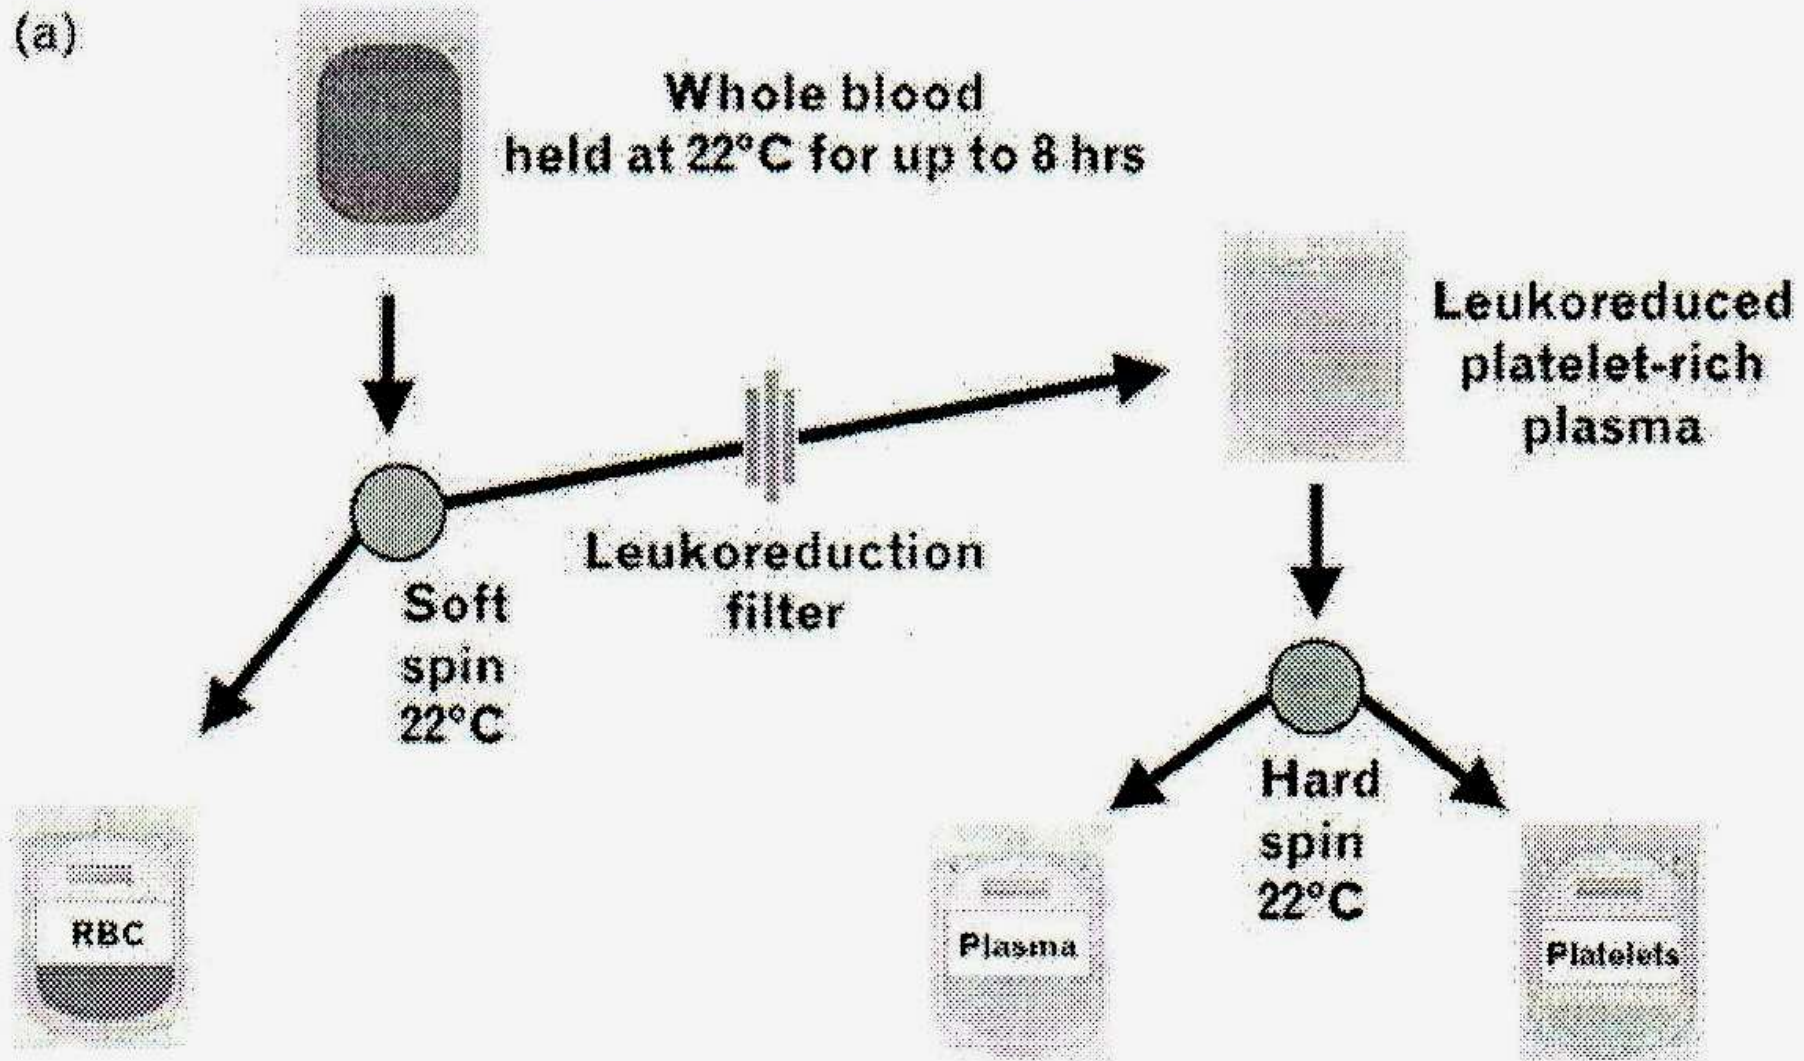 (a)
Whole blood
held at 22°C for up to 8 hrs
Leukoreduced
platelet-rich
plasma
Leukoreduction
filter
Soft
spin
22°C
Hard
spin
22°C
RBC
Plasma
Platelets